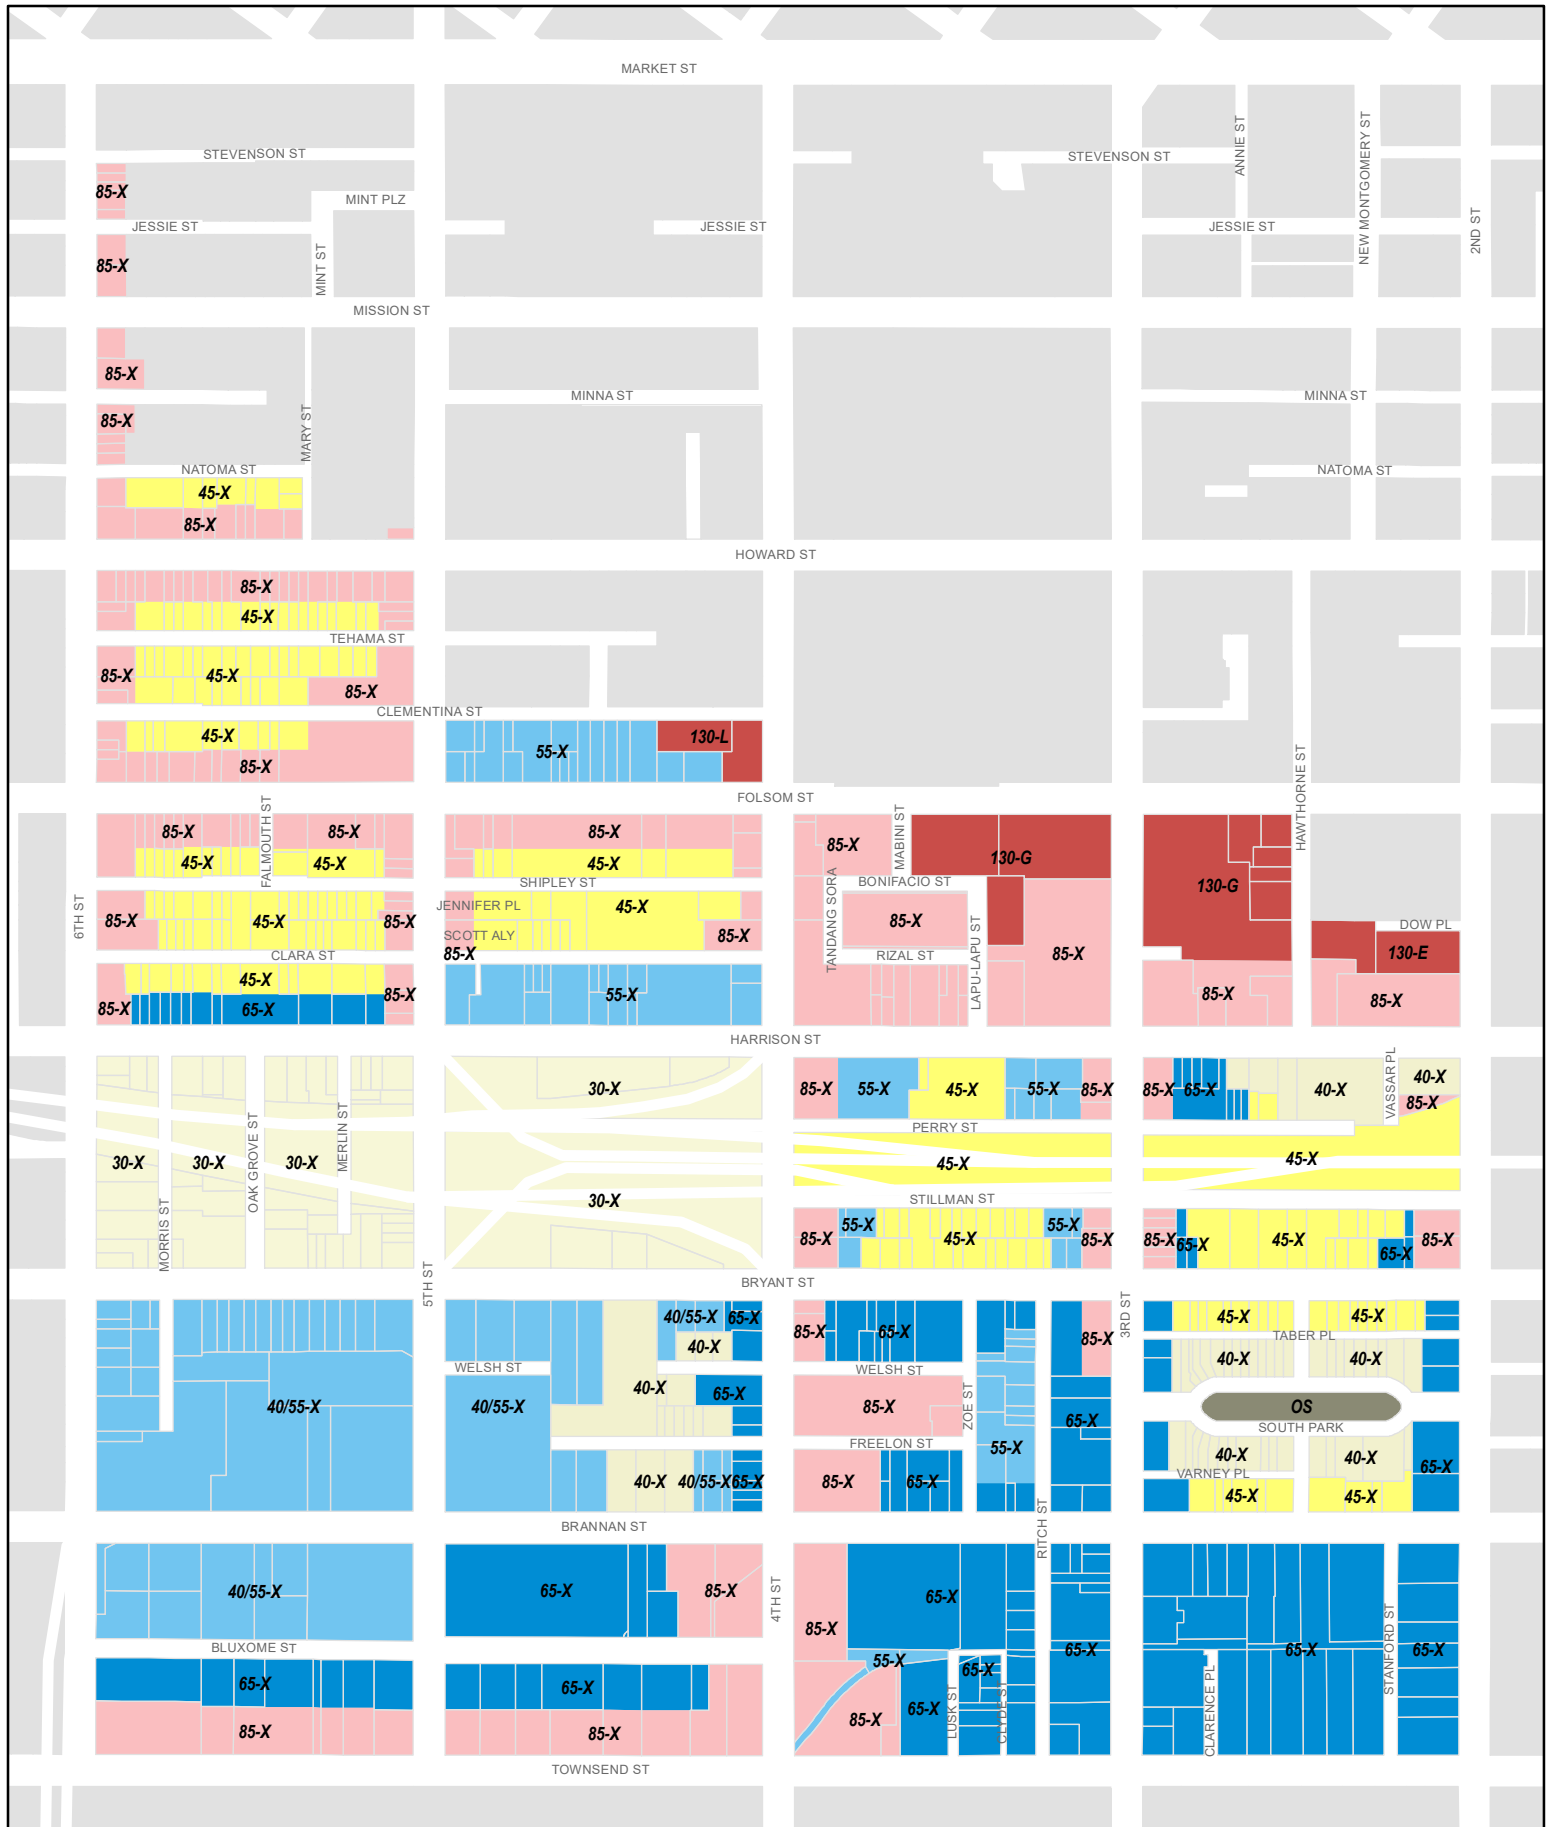 MARKET ST
STEVENSON ST
STEVENSON ST
ANNIE ST
NEW MONTGOMERY ST
85-X
MINT PLZ
JESSIE ST
JESSIE ST
JESSIE ST
2ND ST
85-X
MINT ST
MISSION ST
85-X
MINNA ST
MINNA ST
85-X
MARY ST
NATOMA ST
NATOMA ST
45-X
85-X
HOWARD ST
85-X
45-X
TEHAMA ST
85-X
45-X
85-X
CLEMENTINA ST
45-X
55-X
130-L
85-X
HAWTHORNE ST
FOLSOM ST
85-X
FALMOUTH ST
85-X
85-X
85-X
MABINI ST
130-G
45-X
45-X
45-X
SHIPLEY ST
BONIFACIO ST
130-G
6TH ST
85-X
45-X
85-X
JENNIFER PL
45-X
TANDANG SORA
85-X
LAPU-LAPU ST
SCOTT ALY
85-X
DOW PL
CLARA ST
85-X
RIZAL ST
85-X
130-E
45-X
85-X
55-X
85-X
85-X
85-X
65-X
HARRISON ST
30-X
85-X
55-X
45-X
55-X
85-X
85-X
65-X
40-X
VASSAR PL
40-X
85-X
PERRY ST
30-X
30-X
OAK GROVE ST
30-X
MERLIN ST
45-X
45-X
30-X
STILLMAN ST
MORRIS ST
85-X
55-X
45-X
55-X
85-X
85-X
65-X
45-X
65-X
85-X
5TH ST
BRYANT ST
3RD ST
40/55-X
65-X
85-X
65-X
85-X
45-X
45-X
TABER PL
40-X
WELSH ST
WELSH ST
40-X
40-X
40/55-X
40/55-X
40-X
65-X
85-X
ZOE ST
65-X
OS
SOUTH PARK
FREELON ST
55-X
40-X
40-X
40-X
40/55-X
65-X
85-X
65-X
VARNEY PL
65-X
45-X
45-X
BRANNAN ST
RITCH ST
40/55-X
65-X
85-X
4TH ST
65-X
85-X
BLUXOME ST
55-X
65-X
65-X
65-X
STANFORD ST
65-X
65-X
65-X
65-X
LUSK ST
CLYDE ST
CLARENCE PL
85-X
85-X
85-X
TOWNSEND ST